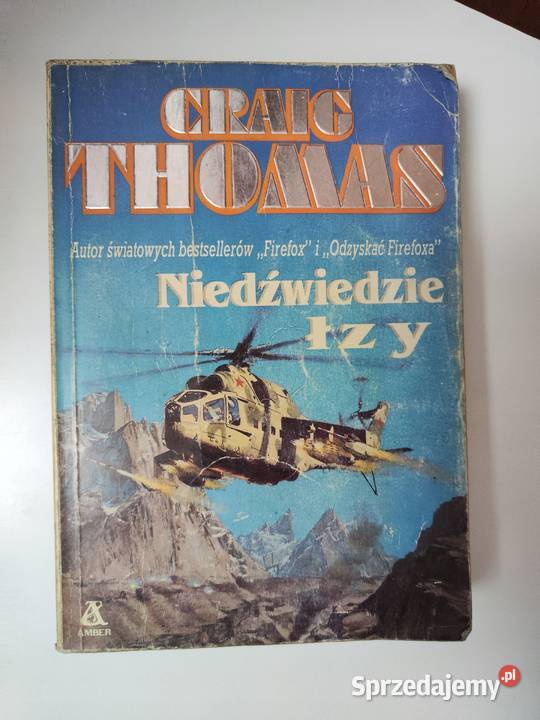 CRAIG
THOMAS
Autor światowych bestsellerów „Firefox” i „Odzyskać Firefoxa”
Niedźwiedzie
łzy
AMBER
Sprzedajemy.pl